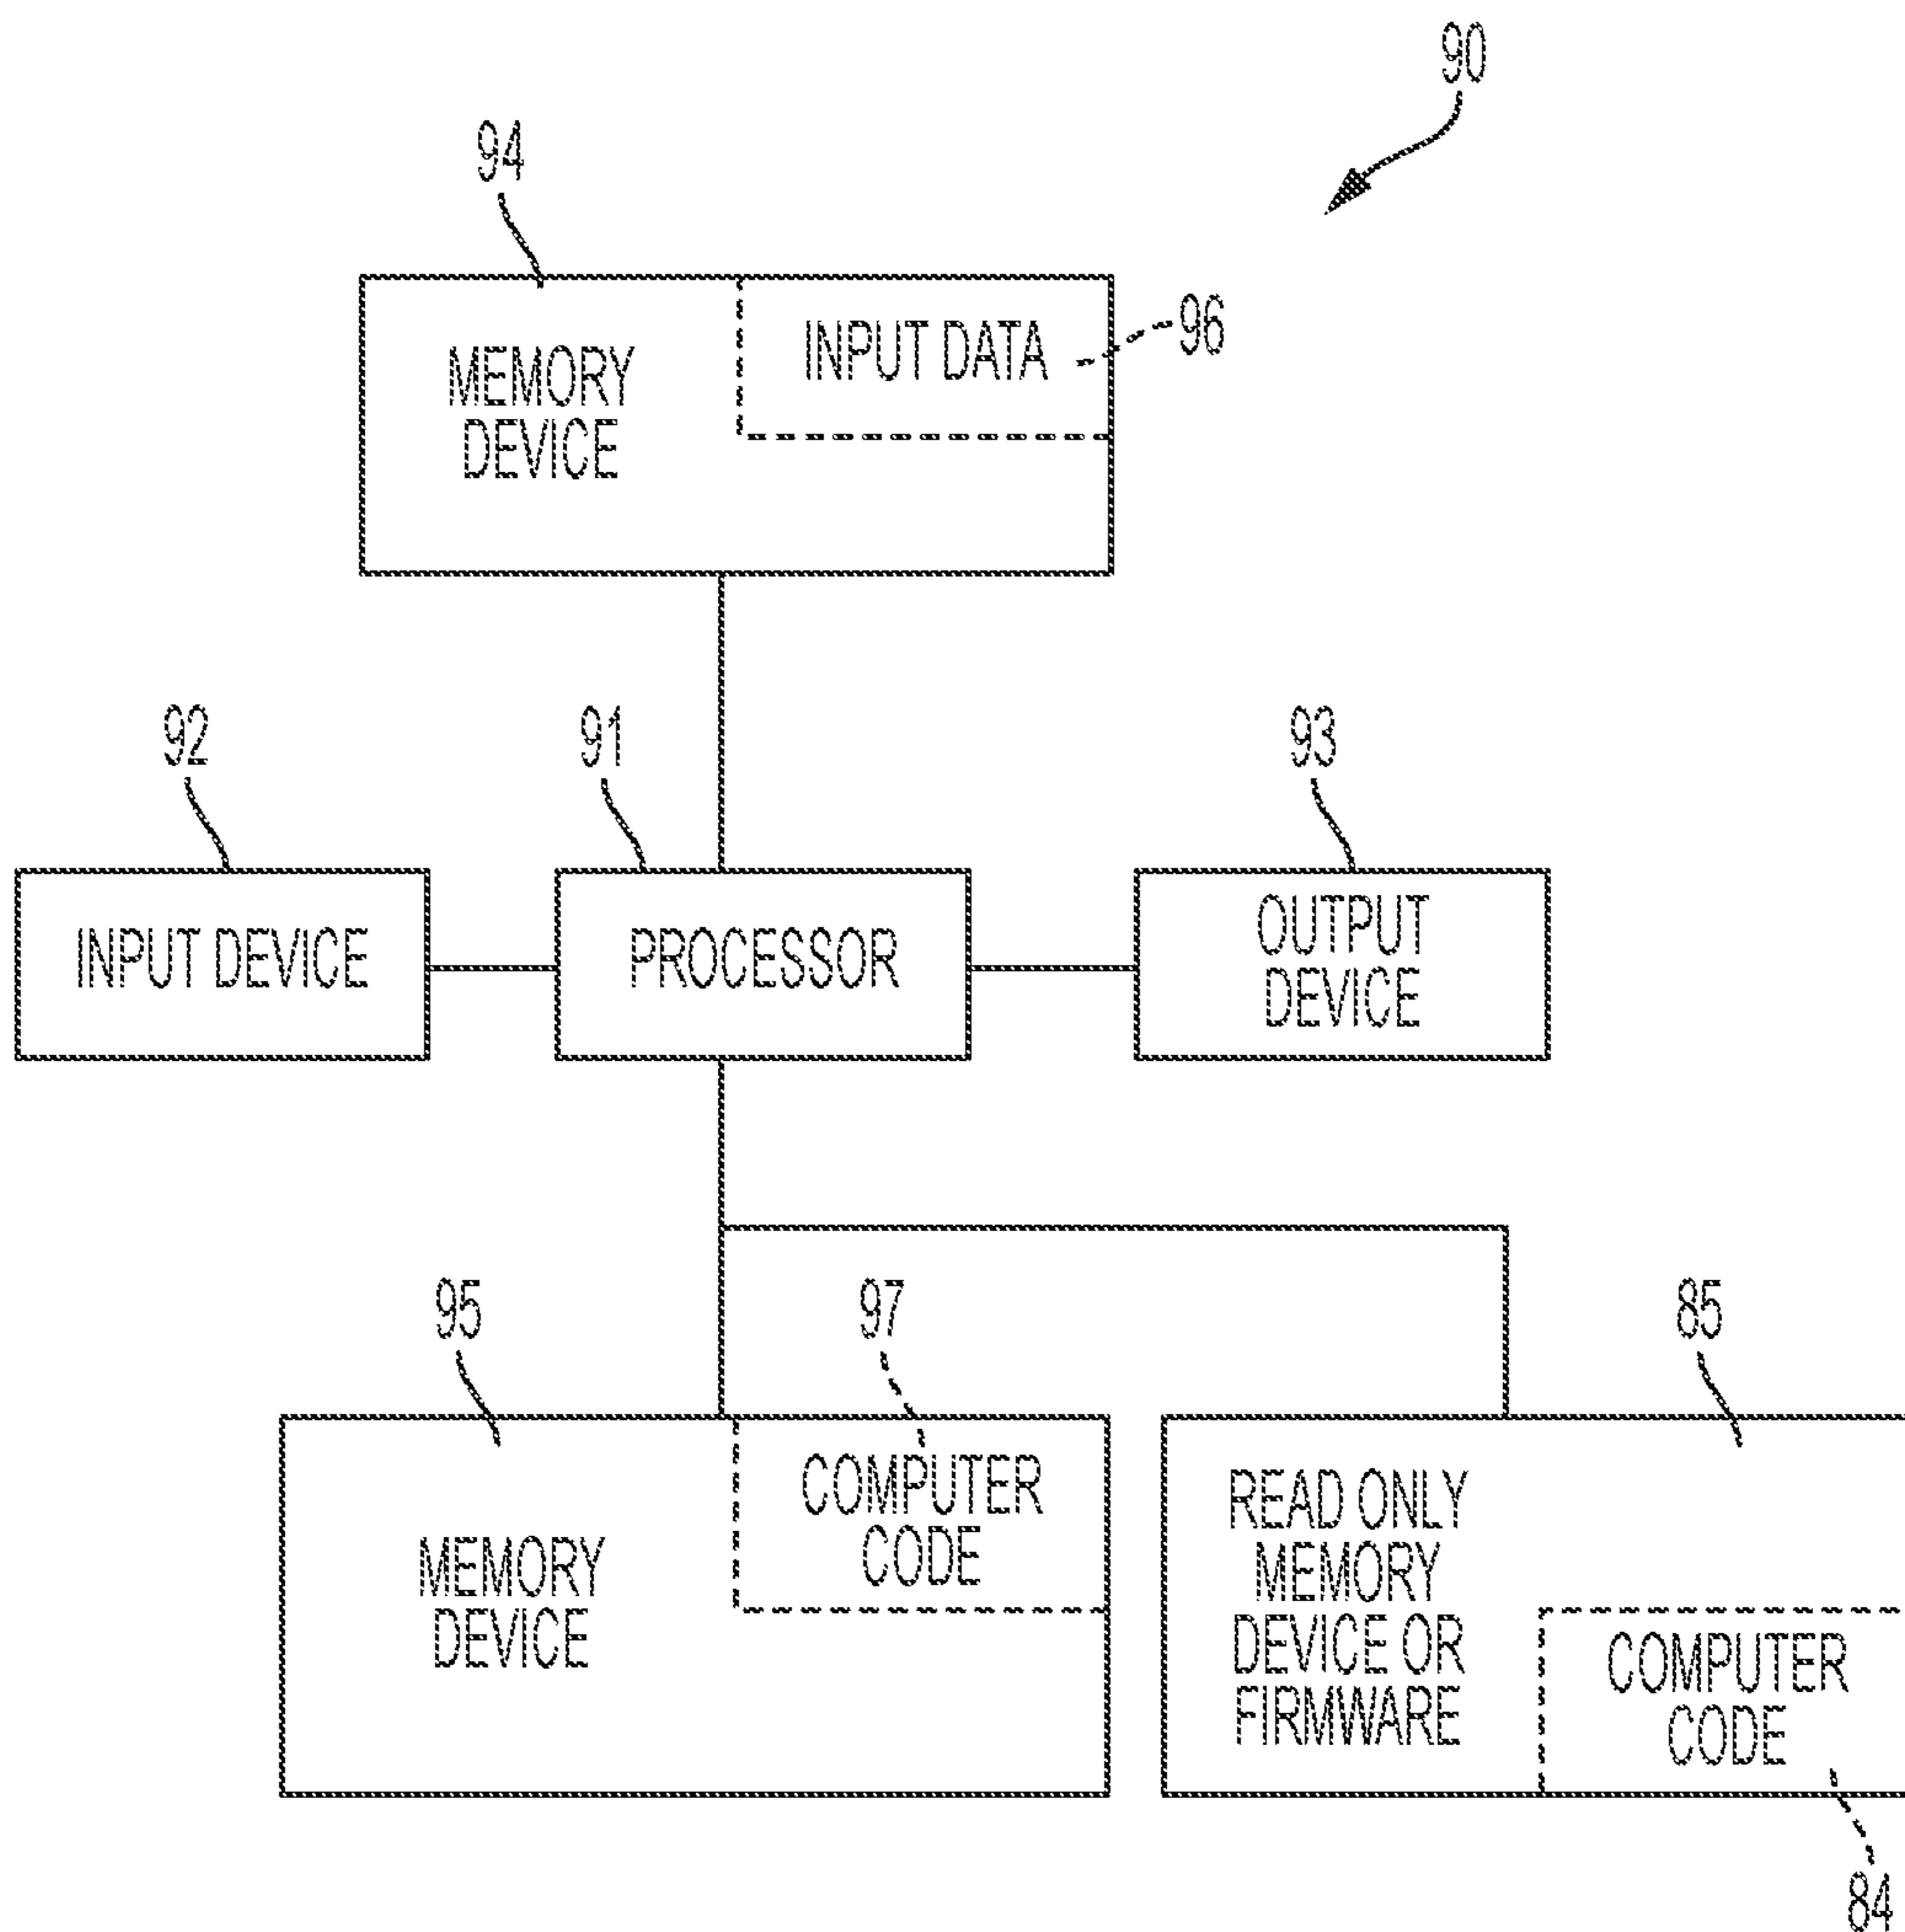 90
94
MEMORY
DEVICE
INPUT DATA
96
92
91
93
INPUT DEVICE
PROCESSOR
OUTPUT
DEVICE
95
97
85
MEMORY
DEVICE
COMPUTER
CODE
READ ONLY
MEMORY
DEVICE OR
FIRMWARE
COMPUTER
CODE
84